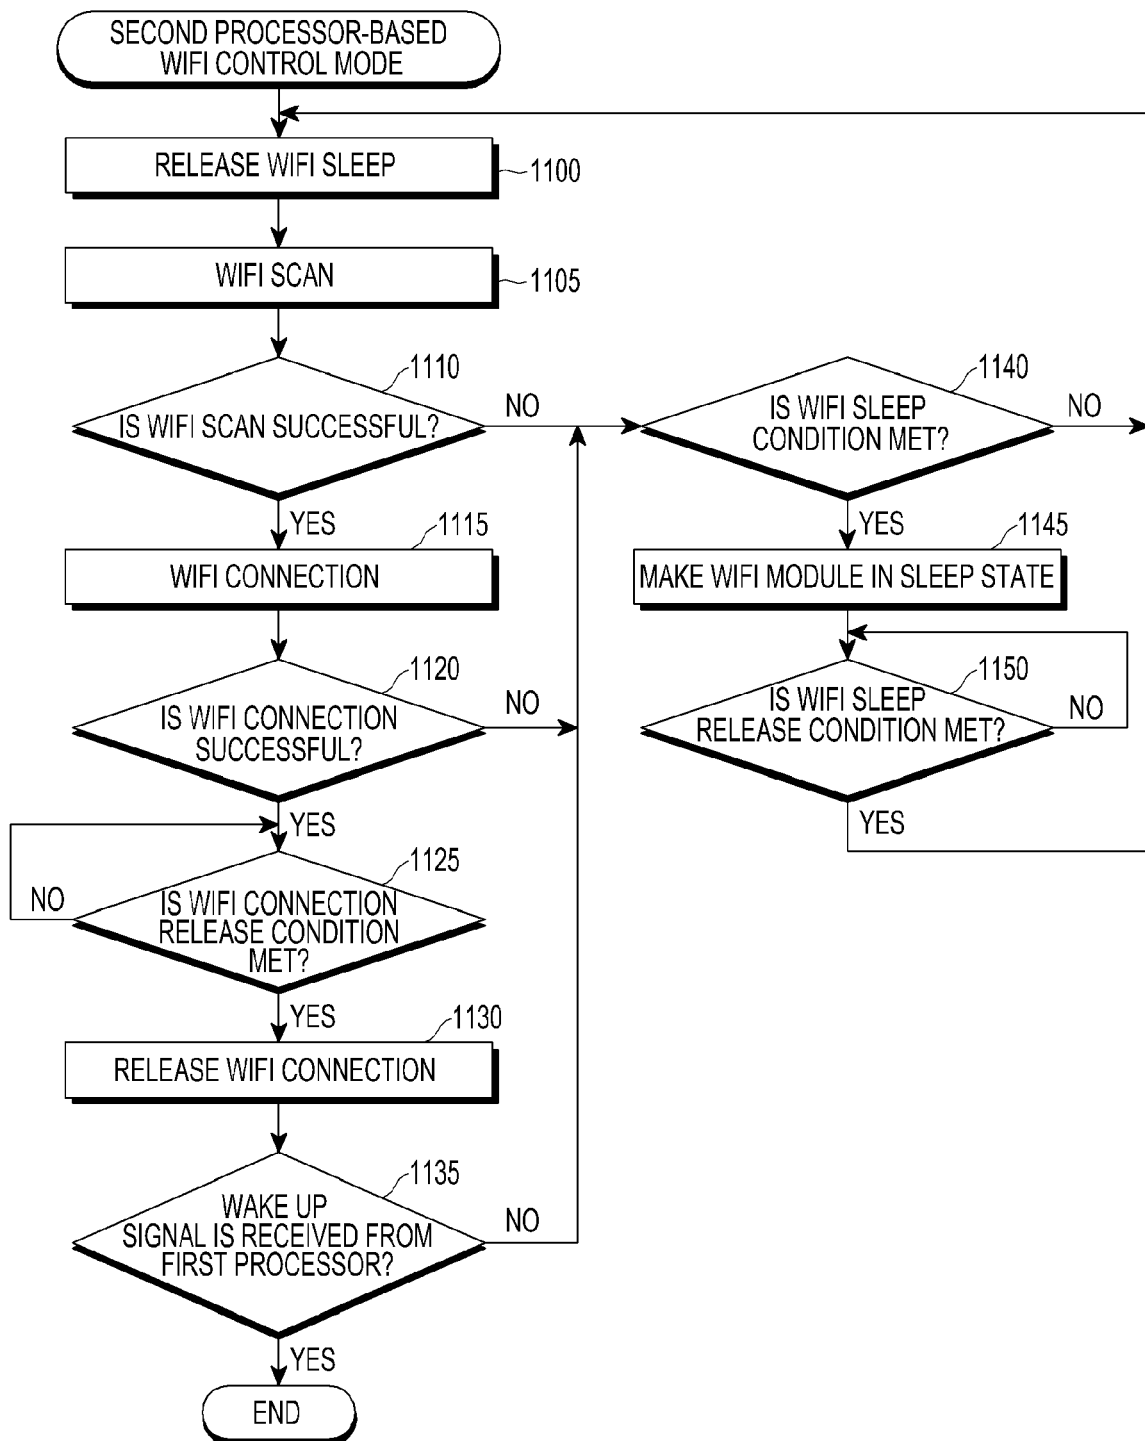 SECOND PROCESSOR-BASED
WIFI CONTROL MODE
RELEASE WIFI SLEEP
1100
WIFI SCAN
1105
1110
IS WIFI SCAN SUCCESSFUL?
NO
YES
1115
WIFI CONNECTION
1120
IS WIFI CONNECTION
SUCCESSFUL?
NO
YES
1125
IS WIFI CONNECTION
RELEASE CONDITION
MET?
NO
YES
1130
RELEASE WIFI CONNECTION
1135
WAKE UP
SIGNAL IS RECEIVED FROM
FIRST PROCESSOR?
NO
YES
END
1140
IS WIFI SLEEP
CONDITION MET?
NO
YES
1145
MAKE WIFI MODULE IN SLEEP STATE
1150
IS WIFI SLEEP
RELEASE CONDITION MET?
NO
YES